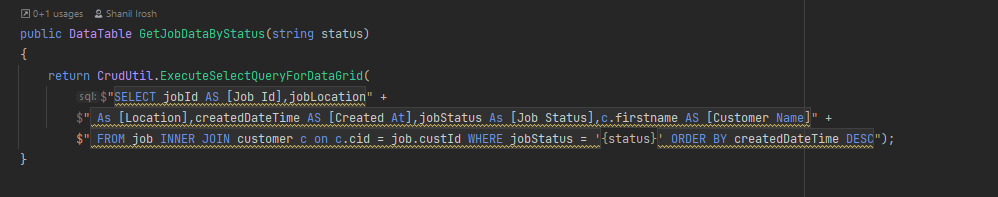 0+1 usages Shanil Irosh
public DataTable GetJobDataByStatus(string status)
{
return CrudUtil.ExecuteSelectQueryForDataGrid(
sql: $"SELECT jobId AS [Job Id],jobLocation" +
$" As [Location],createdDateTime AS [Created At],jobStatus As [Job Status],c.firstname AS [Customer Name]" +
$" FROM job INNER JOIN customer c on c.cid = job.custId WHERE jobStatus = '{status}' ORDER BY createdDateTime DESC");
}